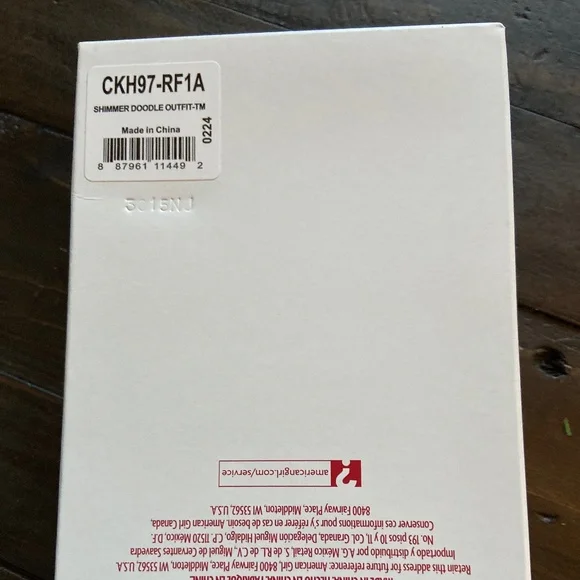 CKH97-RF1A
SHIMMER DOODLE OUTFIT-TM
Made in China
0224
8 87961 11449 2
Retain this address for future reference: American Girl, 8400 Fairway Place, Middleton, WI 53562, U.S.A.
Importado y distribuido por A.G. México Retail, S. de R.L. de C.V., Miguel de Cervantes Saavedra
No. 193 pisos 10 y 11, Col. Granada, Delegación Miguel Hidalgo, C.P. 11520 México, D.F.
Conserver ces informations pour s'y référer en cas de besoin. American Girl,
8400 Fairway Place, Middleton, WI 53562, U.S.A.
? americangirl.com/service